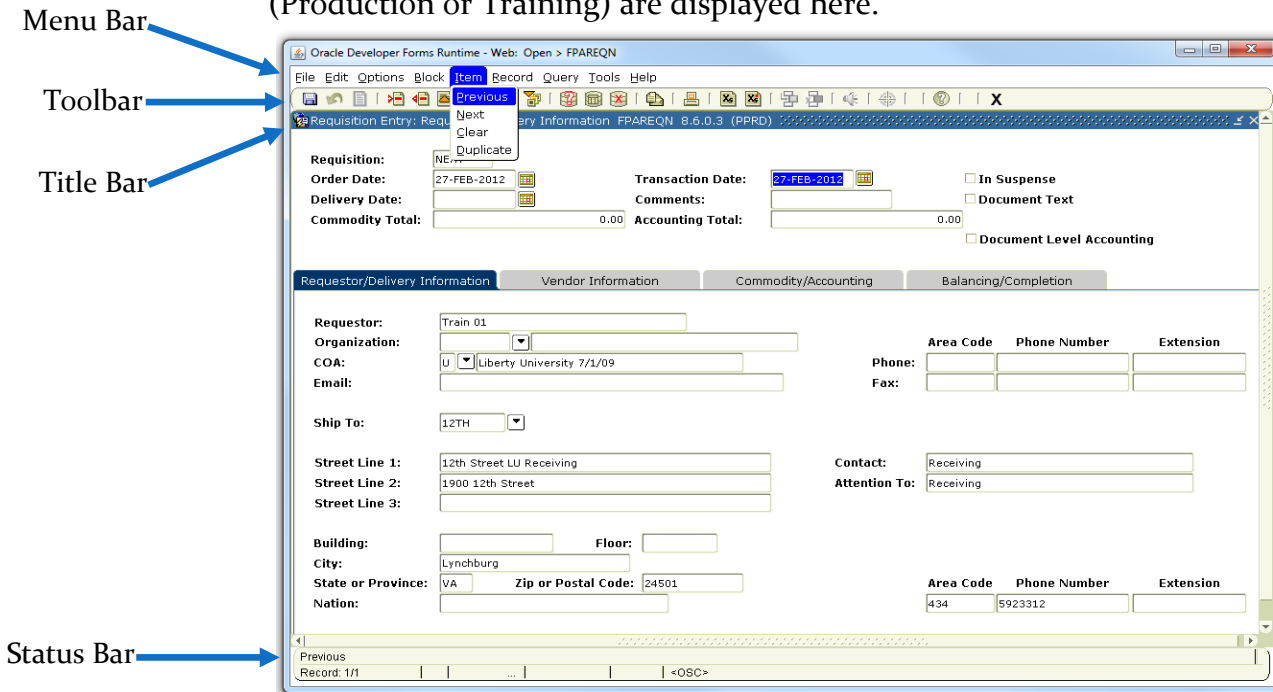 (Production or Training) are displayed here.
Menu Bar
Oracle Developer Forms Runtime - Web: Open > FPAREQN
File Edit Options Block Item Record Query Tools Help
Toolbar
Previous
Next
Clear
Duplicate
X
Title Bar
Requisition Entry: Requ ery Information FPAREQN 8.6.0.3 (PPRD)
Requisition:
Order Date: 27-FEB-2012 Transaction Date: 27-FEB-2012 In Suspense
Delivery Date: Comments: Document Text
Commodity Total: 0.00 Accounting Total: 0.00
Document Level Accounting
Requestor/Delivery Information Vendor Information Commodity/Accounting Balancing/Completion
Requestor: Train 01
Organization: Area Code Phone Number Extension
COA: U Liberty University 7/1/09 Phone:
Email: Fax:
Ship To: 12TH
Street Line 1: 12th Street LU Receiving Contact: Receiving
Street Line 2: 1900 12th Street Attention To: Receiving
Street Line 3:
Building: Floor:
City: Lynchburg
State or Province: VA Zip or Postal Code: 24501 Area Code Phone Number Extension
Nation: 434 5923312
Status Bar
Previous
Record: 1/1 ... <OSC>